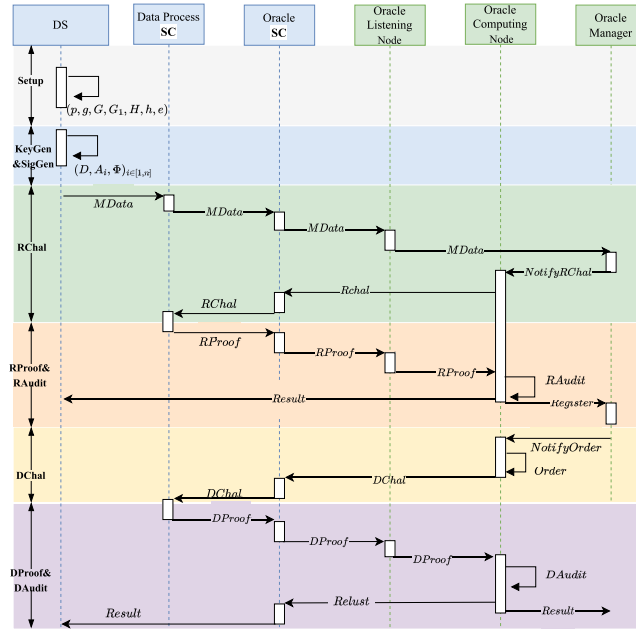 DS
Data Process
SC
Oracle
SC
Oracle
Listening
Node
Oracle
Computing
Node
Oracle
Manager
Setup
(p, g, G, G₁, H, h, e)
KeyGen
&SigGen
(D, Aᵢ, Φ)ᵢ∈[1,n]
RChal
MData
MData
MData
MData
NotifyRChal
Rchal
RChal
RProof&
RAudit
RProof
RProof
RProof
RAudit
Result
Register
DChal
NotifyOrder
Order
DChal
DChal
DProof&
DAudit
DProof
DProof
DProof
DAudit
Relust
Result
Result